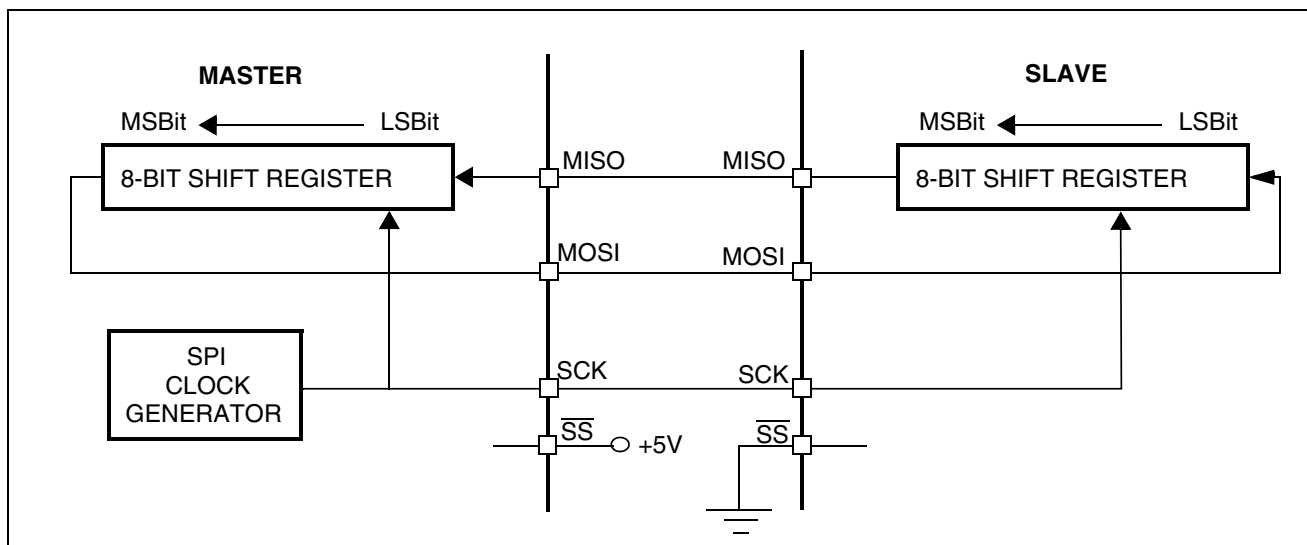 MASTER
SLAVE
MSBit
LSBit
MSBit
LSBit
8-BIT SHIFT REGISTER
MISO
MISO
8-BIT SHIFT REGISTER
MOSI
MOSI
SPI
CLOCK
GENERATOR
SCK
SCK
SS
+5V
SS